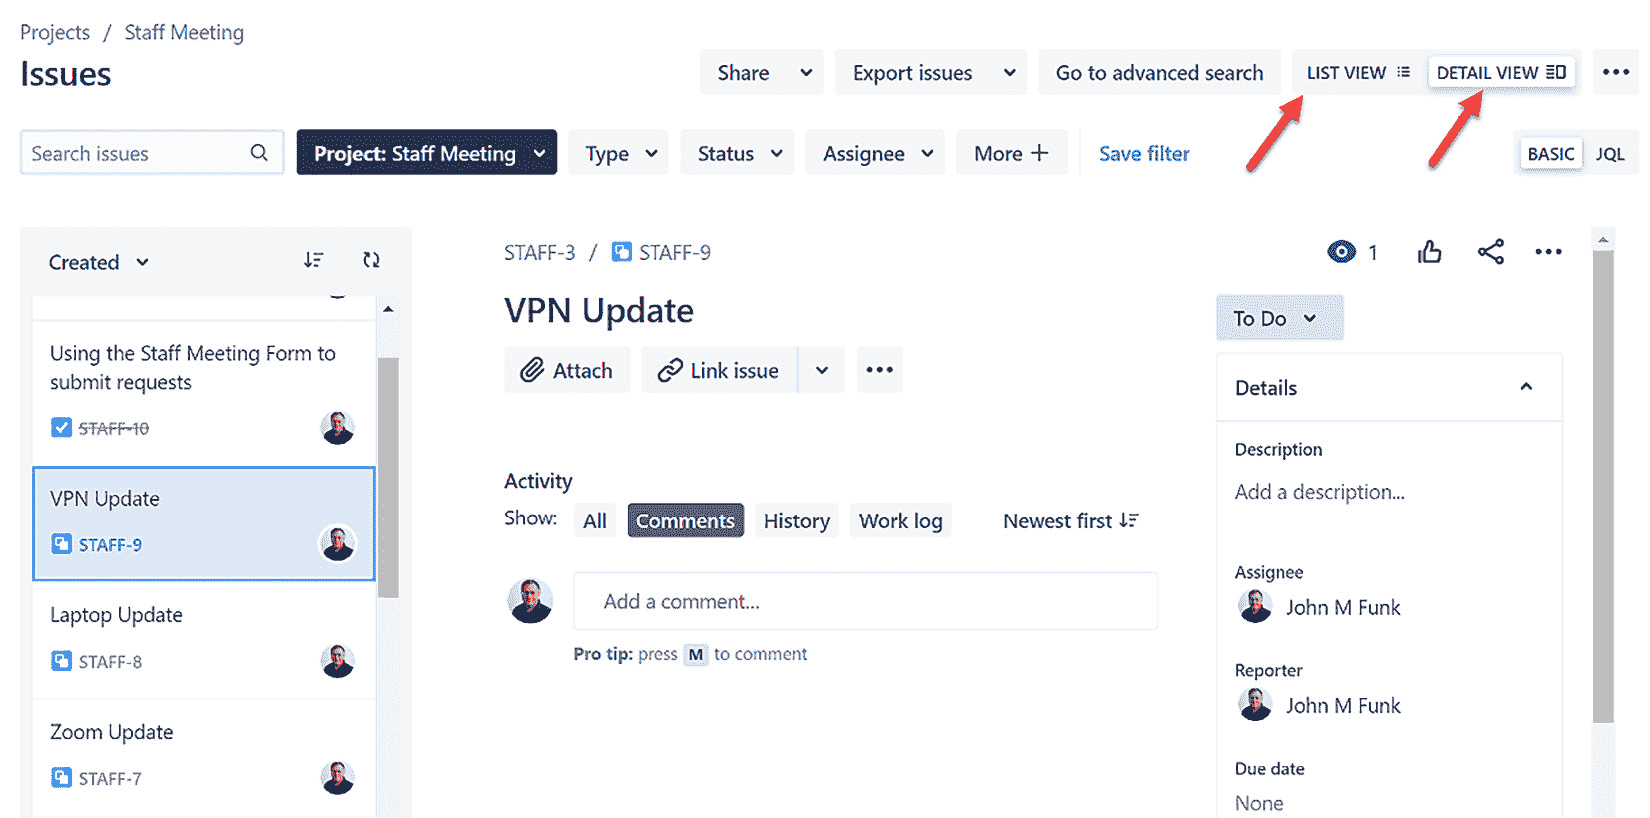 Projects / Staff Meeting
Issues
Share
Export issues
Go to advanced search
LIST VIEW
DETAIL VIEW
Search issues
Project: Staff Meeting
Type
Status
Assignee
More
Save filter
BASIC
JQL
Created
Using the Staff Meeting Form to
submit requests
STAFF-10
VPN Update
STAFF-9
Laptop Update
STAFF-8
Zoom Update
STAFF-7
STAFF-3 / STAFF-9
1
VPN Update
Attach
Link issue
Activity
Show: All Comments History Work log Newest first
Add a comment...
Pro tip: press M to comment
To Do
Details
Description
Add a description...
Assignee
John M Funk
Reporter
John M Funk
Due date
None